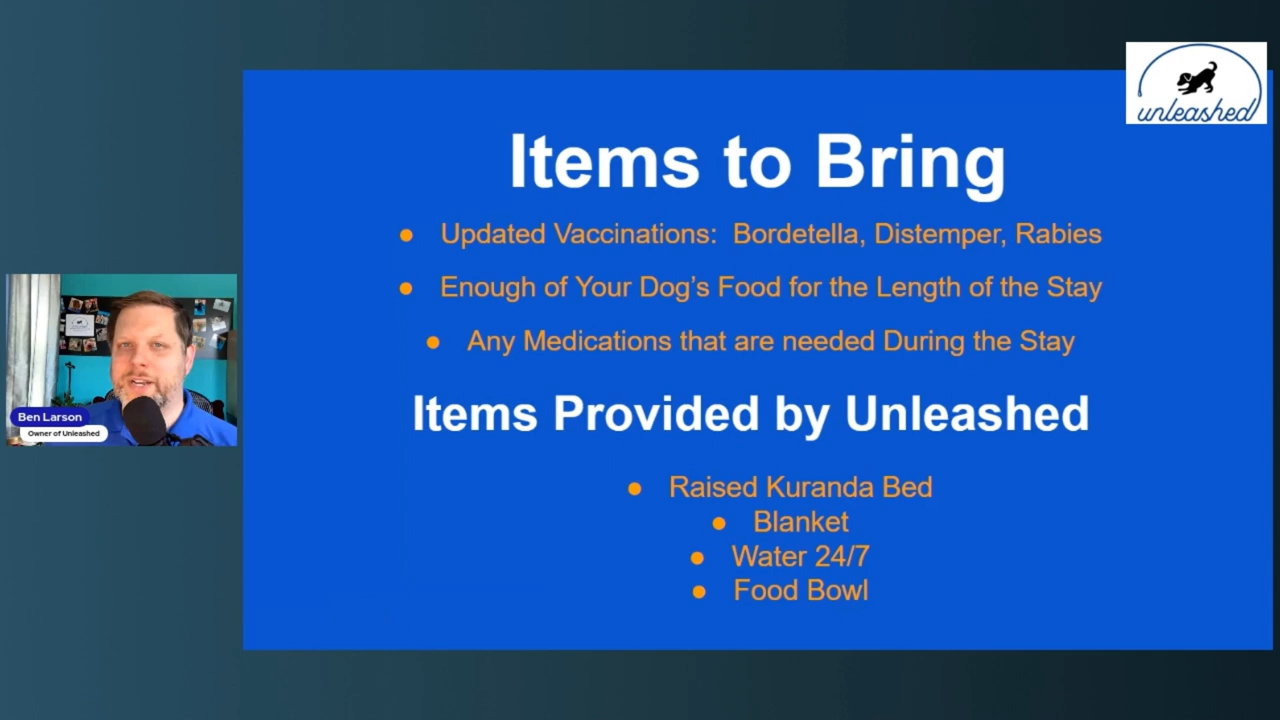 unleashed
Items to Bring
● Updated Vaccinations: Bordetella, Distemper, Rabies
● Enough of Your Dog’s Food for the Length of the Stay
● Any Medications that are needed During the Stay
Ben Larson
Owner of Unleashed
Items Provided by Unleashed
● Raised Kuranda Bed
● Blanket
● Water 24/7
● Food Bowl